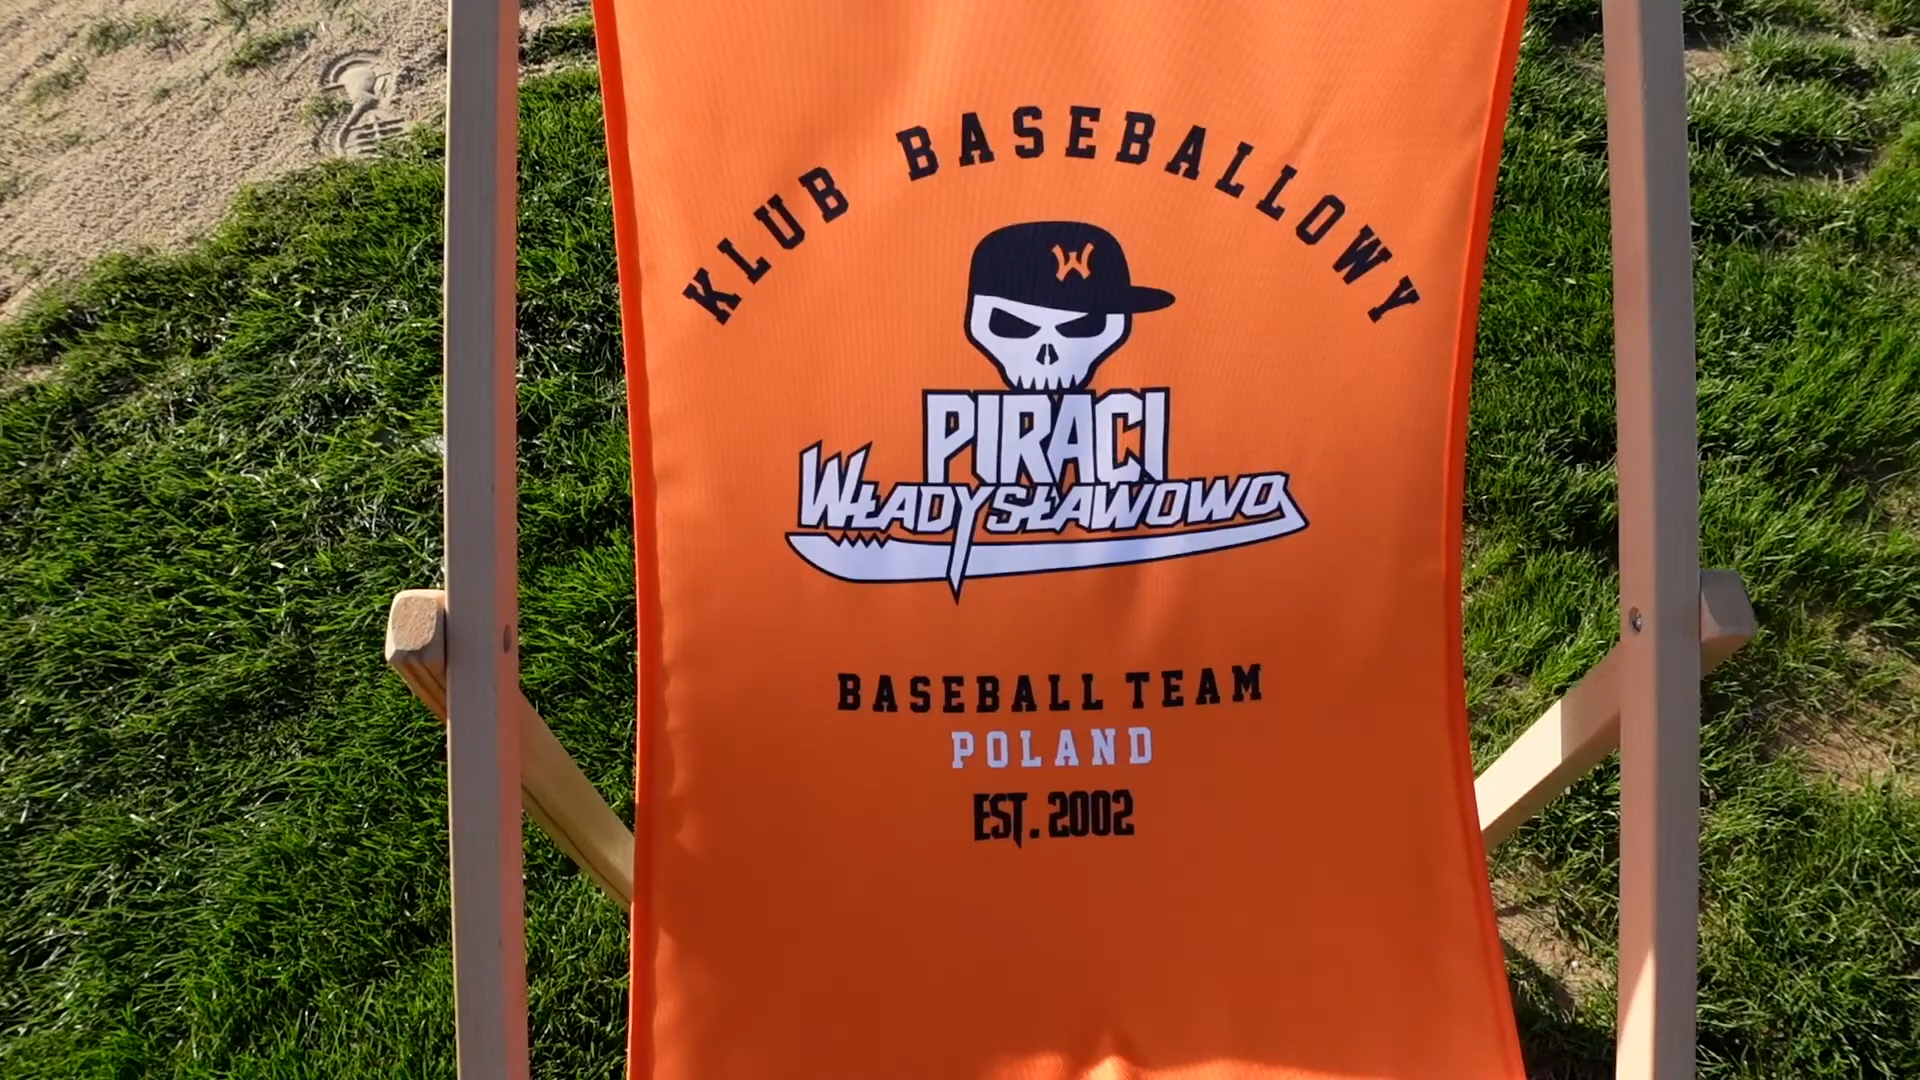 KLUB BASEBALLOWY
W
PIRACI
WŁADYSŁAWOWO
BASEBALL TEAM
POLAND
EST. 2002